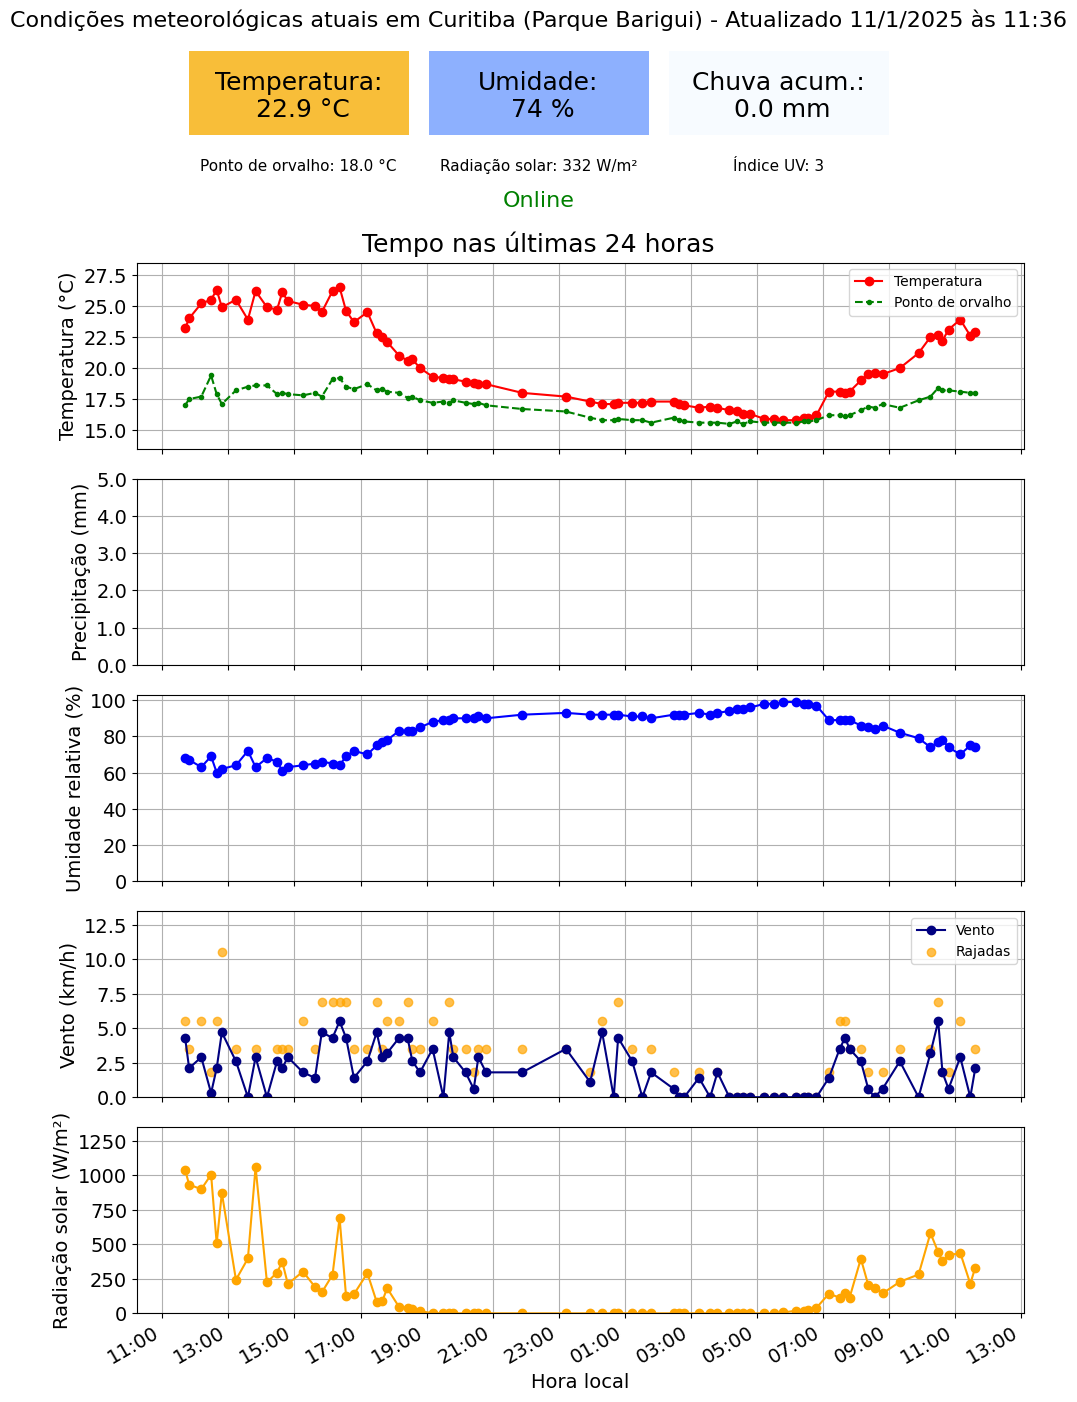 Condições meteorológicas atuais em Curitiba (Parque Barigui) - Atualizado 11/1/2025 às 11:36
Temperatura:
22.9 °C
Umidade:
74 %
Chuva acum.:
0.0 mm
Ponto de orvalho: 18.0 °C
Radiação solar: 332 W/m²
Índice UV: 3
Online
Tempo nas últimas 24 horas
Temperatura (°C)
27.5
25.0
22.5
20.0
17.5
15.0
Temperatura
Ponto de orvalho
Precipitação (mm)
5.0
4.0
3.0
2.0
1.0
0.0
Umidade relativa (%)
100
80
60
40
20
0
Vento (km/h)
12.5
10.0
7.5
5.0
2.5
0.0
Vento
Rajadas
Radiação solar (W/m²)
1250
1000
750
500
250
0
11:00
13:00
15:00
17:00
19:00
21:00
23:00
01:00
03:00
05:00
07:00
09:00
11:00
13:00
Hora local